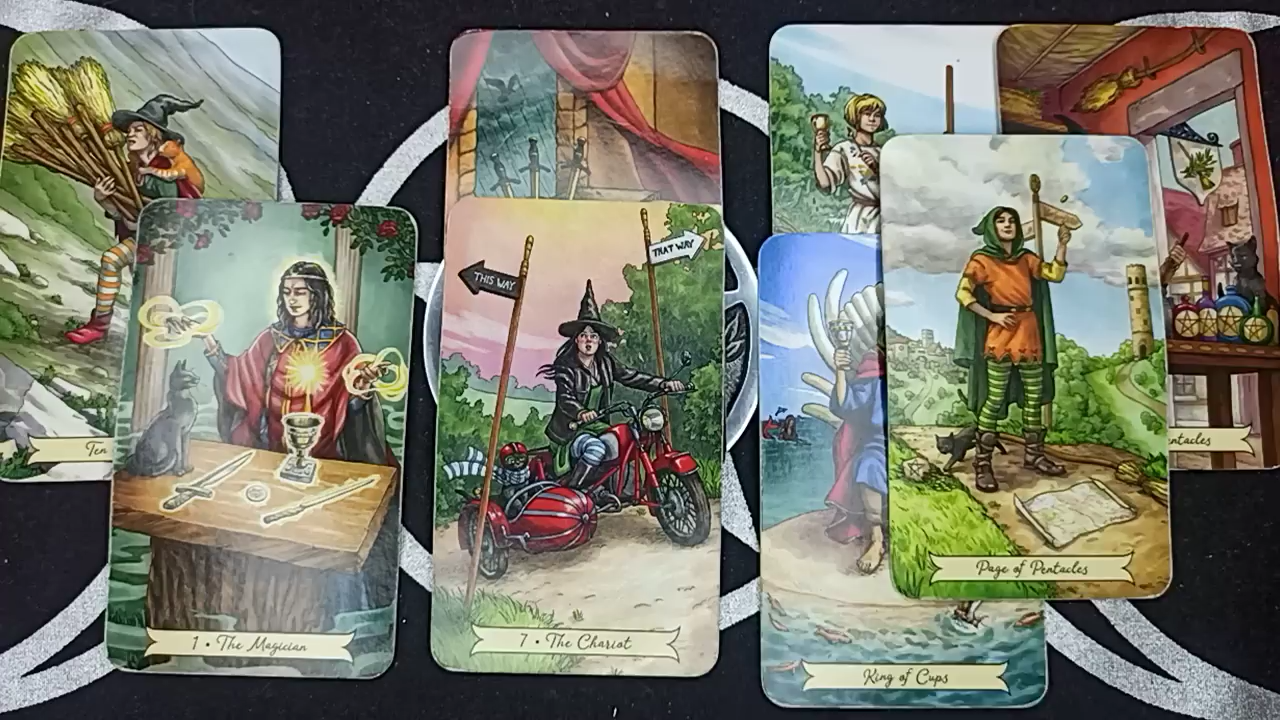 Ten
1 • The Magician
THIS WAY
THAT WAY
7 • The Chariot
King of Cups
Page of Pentacles
entacles